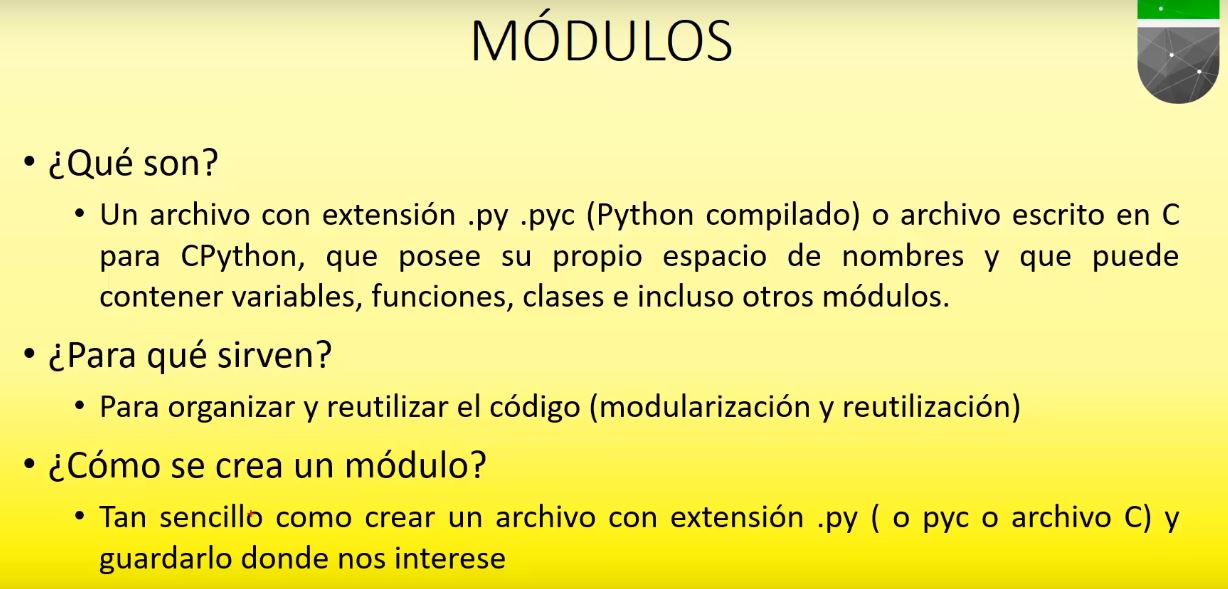 MÓDULOS
• ¿Qué son?
• Un archivo con extensión .py .pyc (Python compilado) o archivo escrito en C
para CPython, que posee su propio espacio de nombres y que puede
contener variables, funciones, clases e incluso otros módulos.
• ¿Para qué sirven?
• Para organizar y reutilizar el código (modularización y reutilización)
• ¿Cómo se crea un módulo?
• Tan sencillo como crear un archivo con extensión .py ( o pyc o archivo C) y
guardarlo donde nos interese